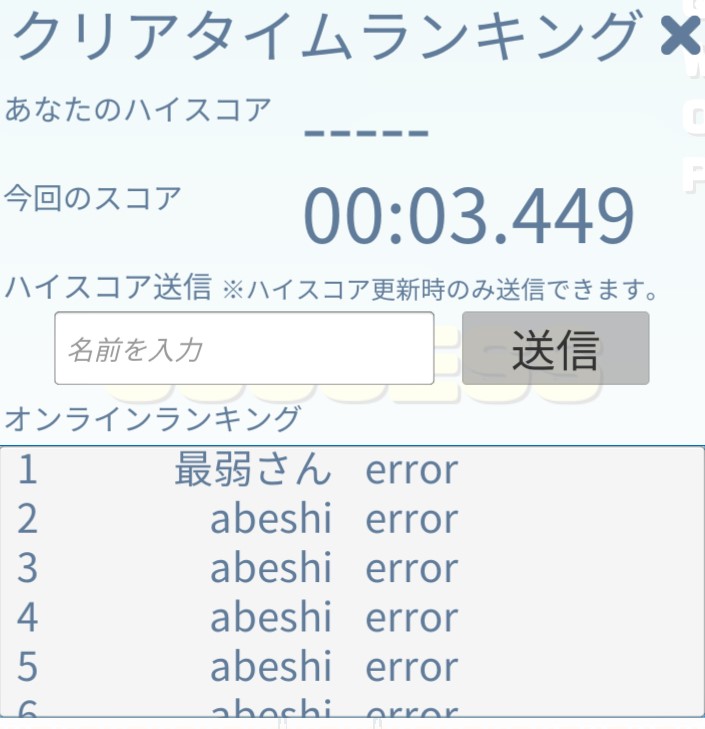 クリアタイムランキング
あなたのハイスコア -----
今回のスコア 00:03.449
ハイスコア送信 ※ハイスコア更新時のみ送信できます。
名前を入力 送信
オンラインランキング
1 最弱さん error
2 abeshi error
3 abeshi error
4 abeshi error
5 abeshi error
6 abeshi error